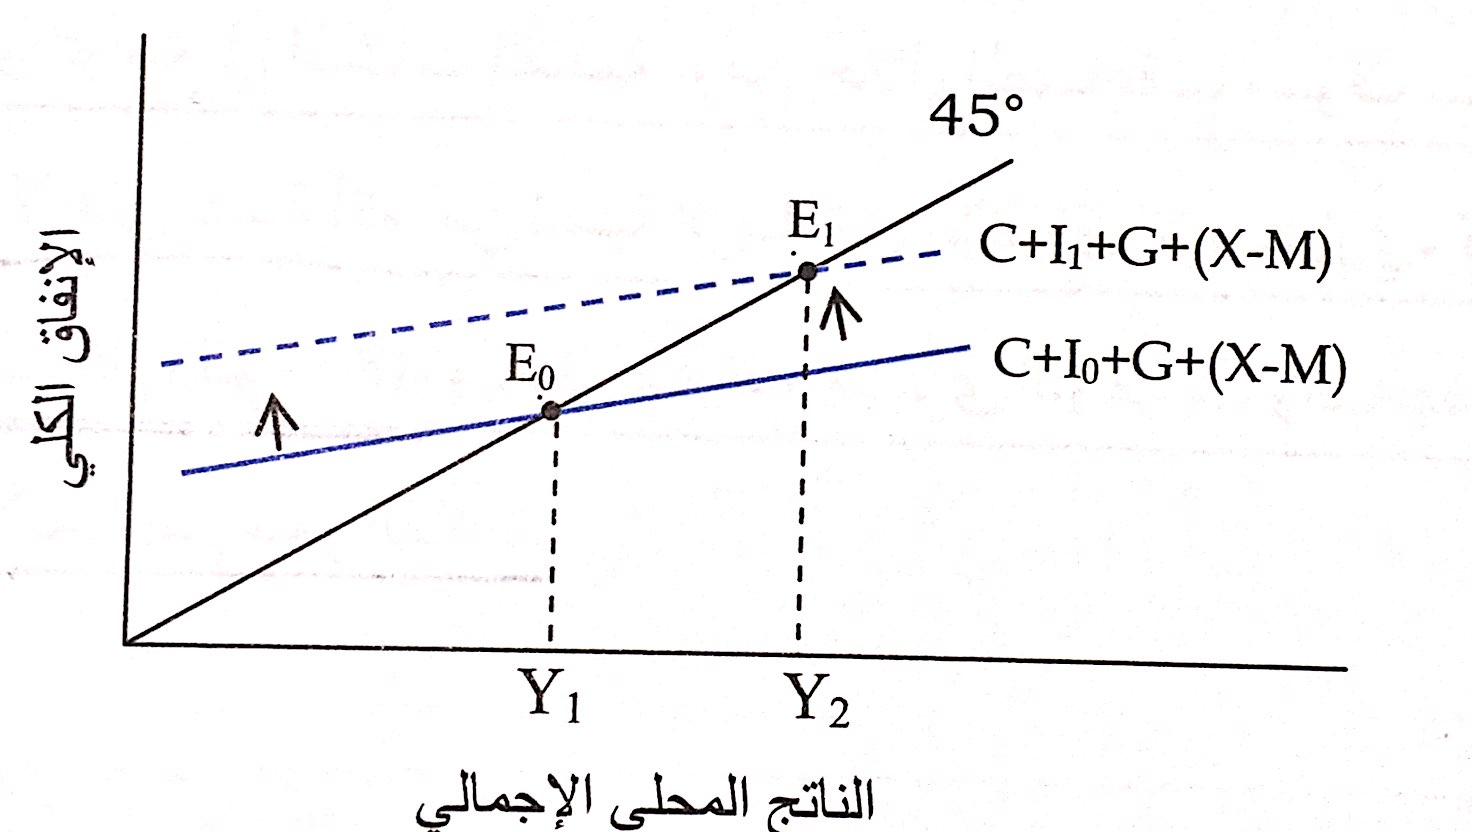 45°
E₁
C+I₁+G+(X-M)
E₀
C+I₀+G+(X-M)
الإنفاق الكلي
Y₁
Y₂
الناتج المحلى الإجمالي